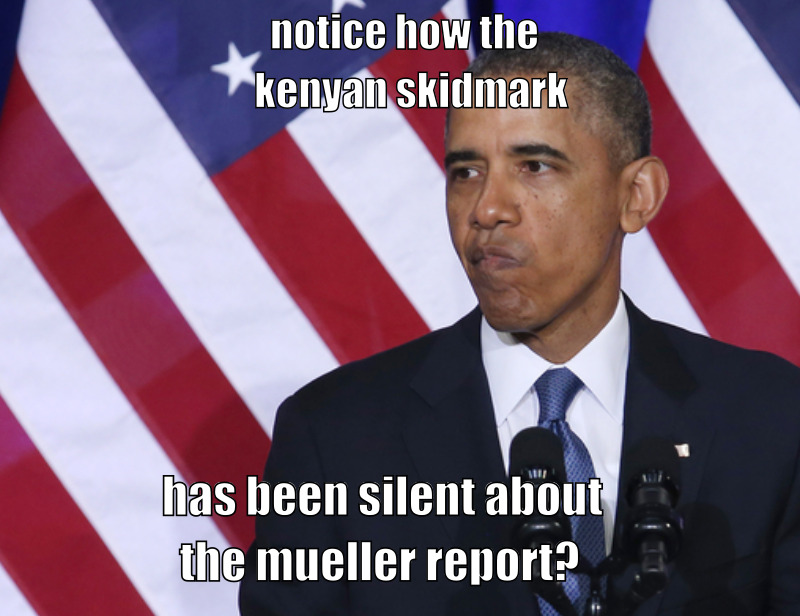 notice how the
kenyan skidmark
has been silent about
the mueller report?